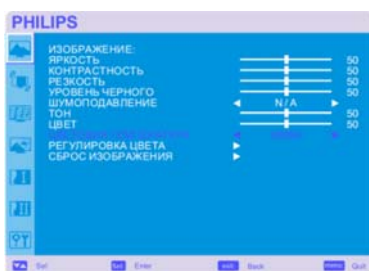 PHILIPS
ИЗОБРАЖЕНИЕ:
ЯРКОСТЬ 50
КОНТРАСТНОСТЬ 50
РЕЗКОСТЬ 50
УРОВЕНЬ ЧЕРНОГО 50
ШУМОПОДАВЛЕНИЕ N/A
ТОН 50
ЦВЕТ 50
РЕГУЛИРОВКА ЦВЕТА
СБРОС ИЗОБРАЖЕНИЯ
Sel Enter Back Quit